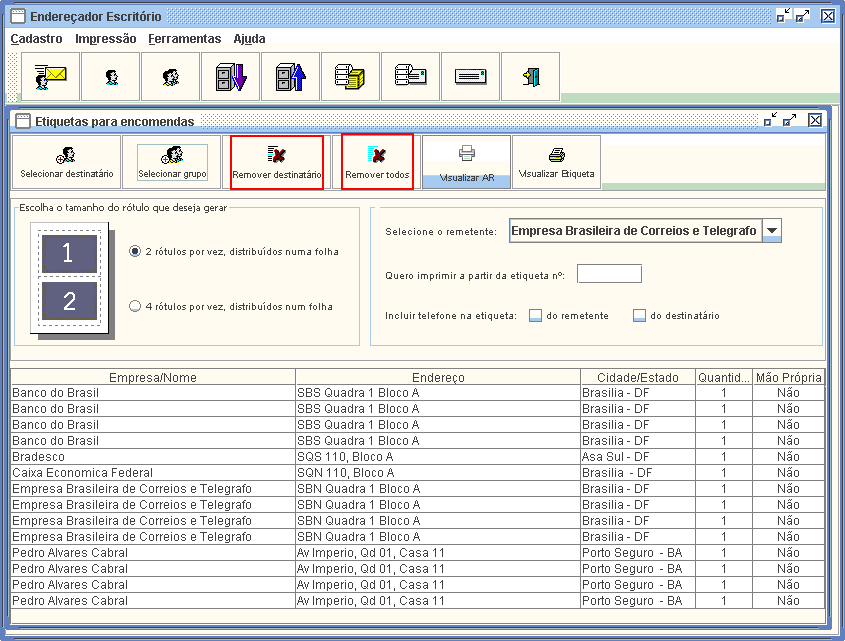 Endereçador Escritório
Cadastro Impressão Ferramentas Ajuda
Etiquetas para encomendas
Selecionar destinatário Selecionar grupo Remover destinatário Remover todos Visualizar AR Visualizar Etiqueta
Escolha o tamanho do rótulo que deseja gerar
1
2
2 rótulos por vez, distribuídos numa folha
4 rótulos por vez, distribuídos num folha
Selecione o remetente: Empresa Brasileira de Correios e Telegrafo
Quero imprimir a partir da etiqueta nº:
Incluir telefone na etiqueta: do remetente do destinatário
Empresa/Nome Endereço Cidade/Estado Quantid... Mão Própria
Banco do Brasil SBS Quadra 1 Bloco A Brasilia - DF 1 Não
Banco do Brasil SBS Quadra 1 Bloco A Brasilia - DF 1 Não
Banco do Brasil SBS Quadra 1 Bloco A Brasilia - DF 1 Não
Banco do Brasil SBS Quadra 1 Bloco A Brasilia - DF 1 Não
Bradesco SQS 110, Bloco A Asa Sul - DF 1 Não
Caixa Economica Federal SQN 110, Bloco A Brasilia - DF 1 Não
Empresa Brasileira de Correios e Telegrafo SBN Quadra 1 Bloco A Brasilia - DF 1 Não
Empresa Brasileira de Correios e Telegrafo SBN Quadra 1 Bloco A Brasilia - DF 1 Não
Empresa Brasileira de Correios e Telegrafo SBN Quadra 1 Bloco A Brasilia - DF 1 Não
Empresa Brasileira de Correios e Telegrafo SBN Quadra 1 Bloco A Brasilia - DF 1 Não
Pedro Alvares Cabral Av Imperio, Qd 01, Casa 11 Porto Seguro - BA 1 Não
Pedro Alvares Cabral Av Imperio, Qd 01, Casa 11 Porto Seguro - BA 1 Não
Pedro Alvares Cabral Av Imperio, Qd 01, Casa 11 Porto Seguro - BA 1 Não
Pedro Alvares Cabral Av Imperio, Qd 01, Casa 11 Porto Seguro - BA 1 Não